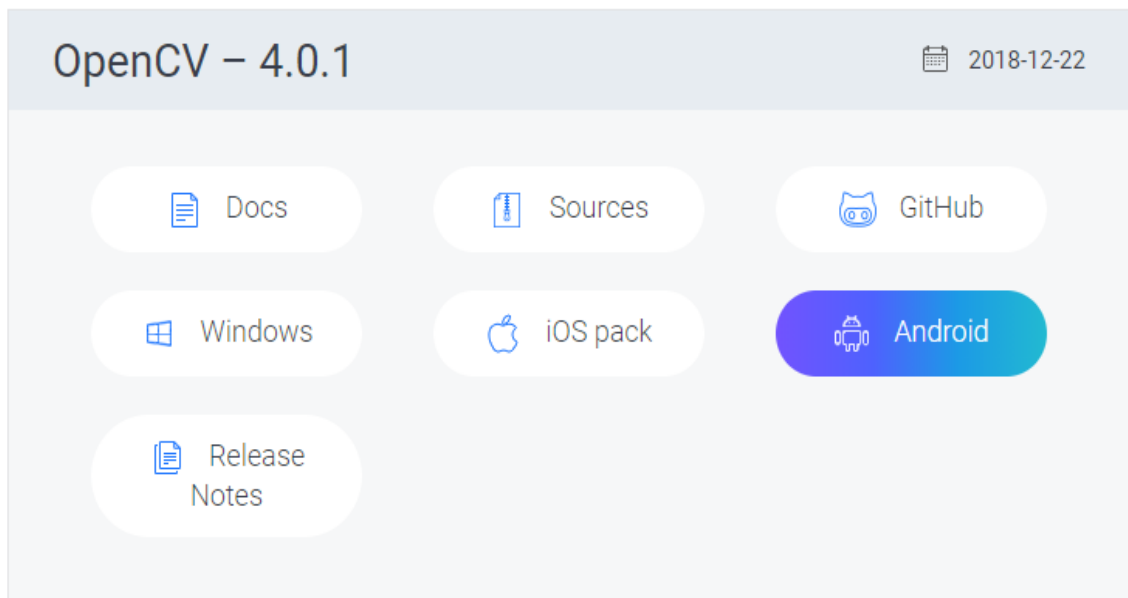 OpenCV – 4.0.1
2018-12-22
Docs
Sources
GitHub
Windows
iOS pack
Android
Release
Notes